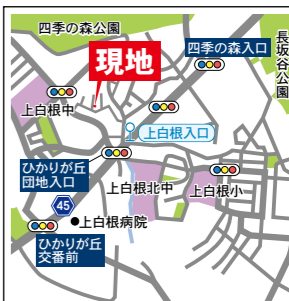 四季の森公園
四季の森入口
長坂谷公園
現地
上白根中
上白根入口
ひかりが丘
団地入口
上白根北中
上白根小
45
上白根病院
ひかりが丘
交番前